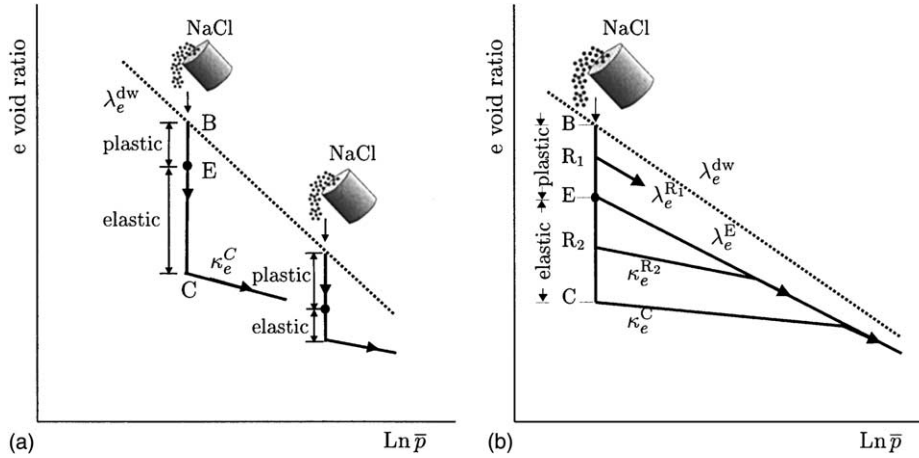 NaCl
e void ratio
λ_e^dw
B
plastic
E
NaCl
elastic
κ_e^C
C
plastic
elastic
(a)
Ln p̅
NaCl
e void ratio
B
plastic
R₁
λ_e^dw
λ_e^R₁
E
λ_e^E
elastic
R₂
κ_e^R₂
C
κ_e^C
(b)
Ln p̅